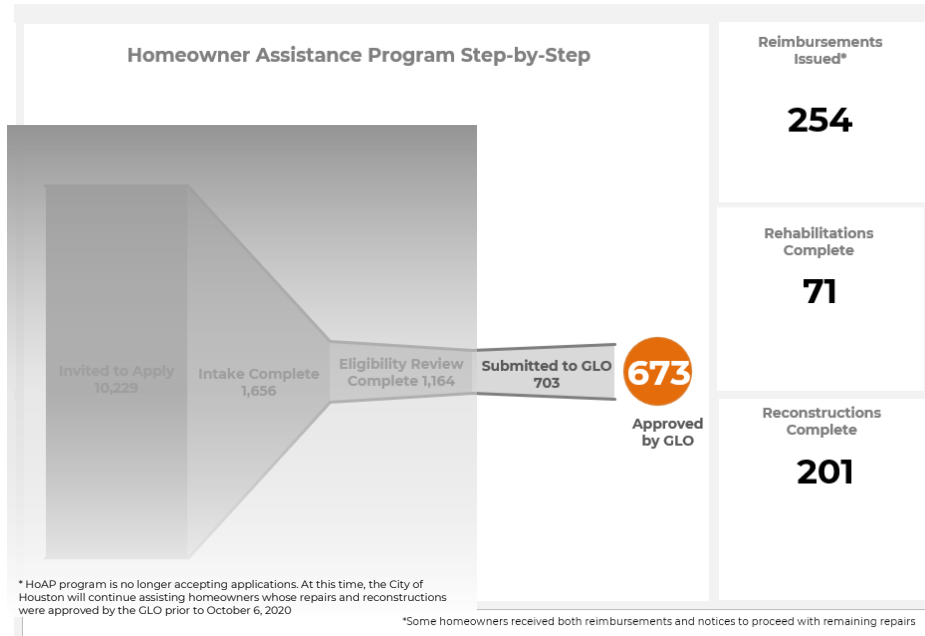 Homeowner Assistance Program Step-by-Step
Invited to Apply
10,229
Intake Complete
1,656
Eligibility Review
Complete 1,164
Submitted to GLO
703
673
Approved
by GLO
Reimbursements
Issued*
254
Rehabilitations
Complete
71
Reconstructions
Complete
201
* HoAP program is no longer accepting applications. At this time, the City of
Houston will continue assisting homeowners whose repairs and reconstructions
were approved by the GLO prior to October 6, 2020
*Some homeowners received both reimbursements and notices to proceed with remaining repairs